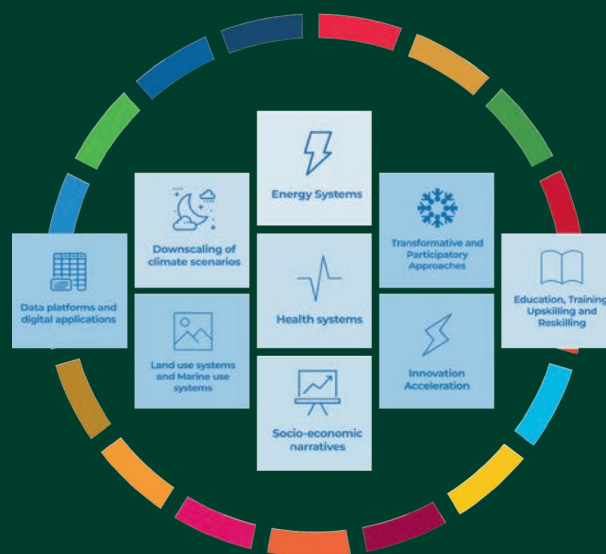 Energy Systems
Downscaling of
climate scenarios
Transformative and
Participatory
Approaches
Data platforms and
digital applications
Health systems
Education, Training,
Upskilling and
Reskilling
Land use systems
and Marine use
systems
Innovation
Acceleration
Socio-economic
narratives